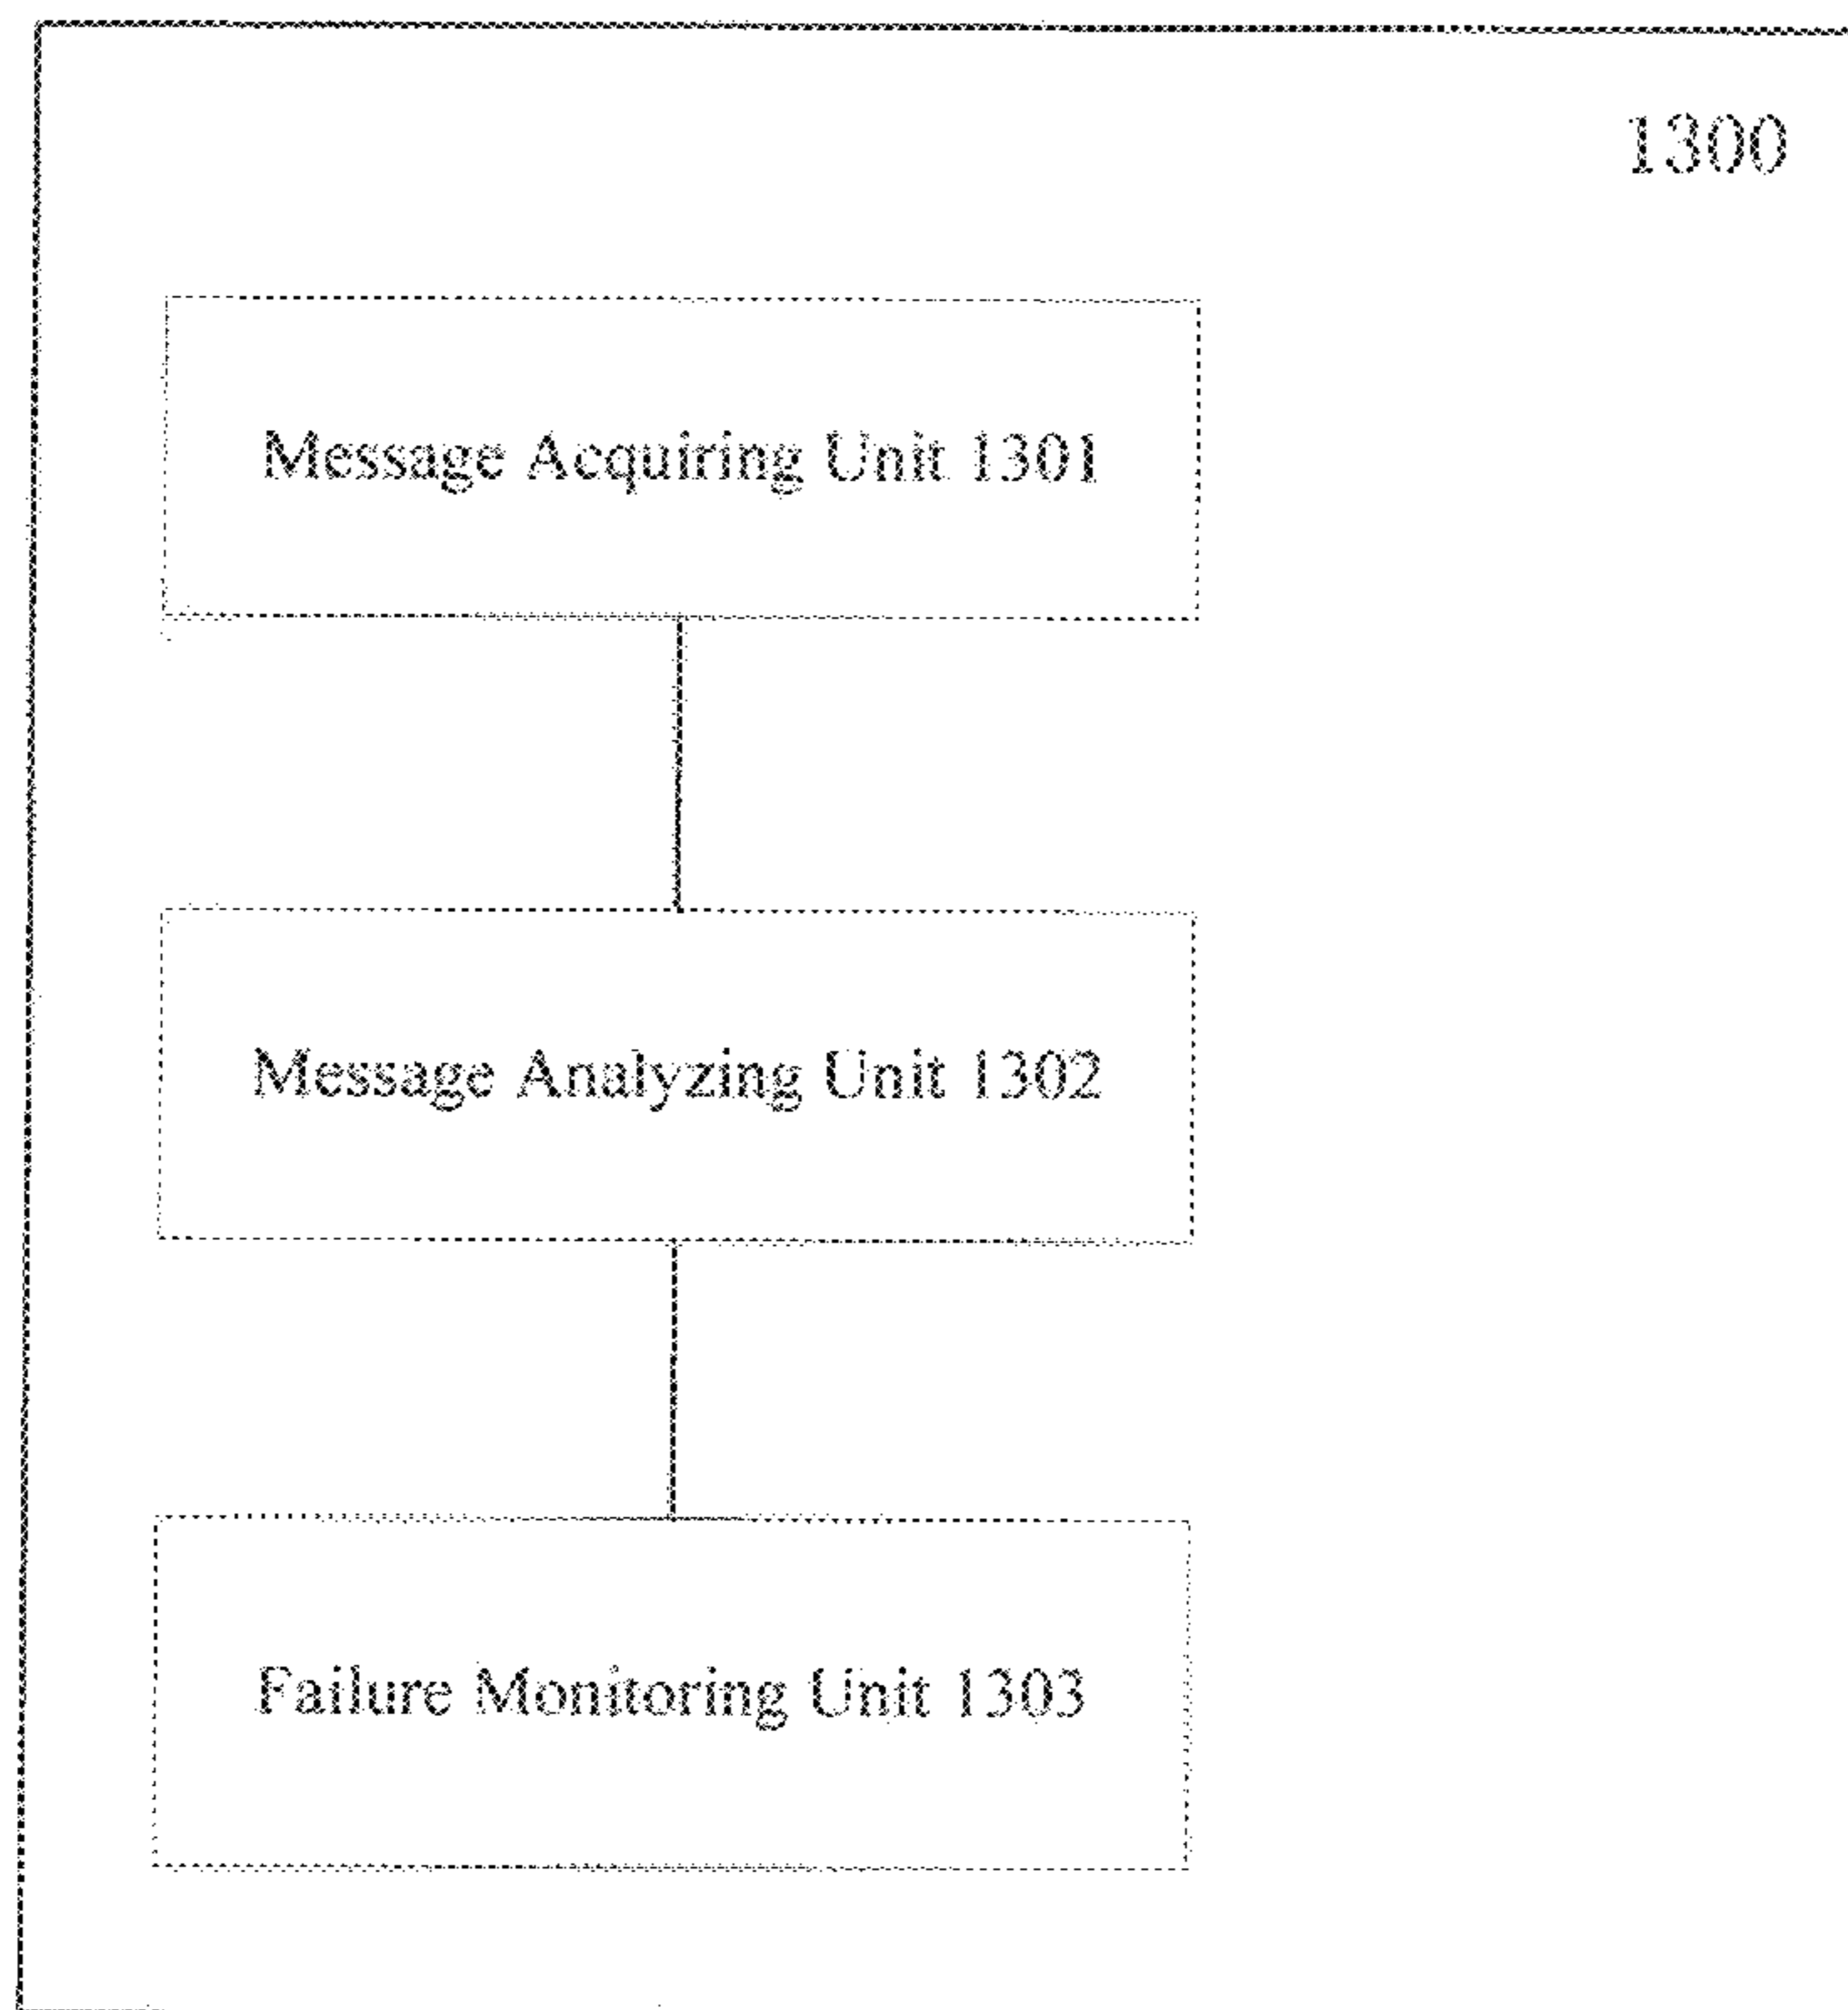 1300
Message Acquiring Unit 1301
Message Analyzing Unit 1302
Failure Monitoring Unit 1303